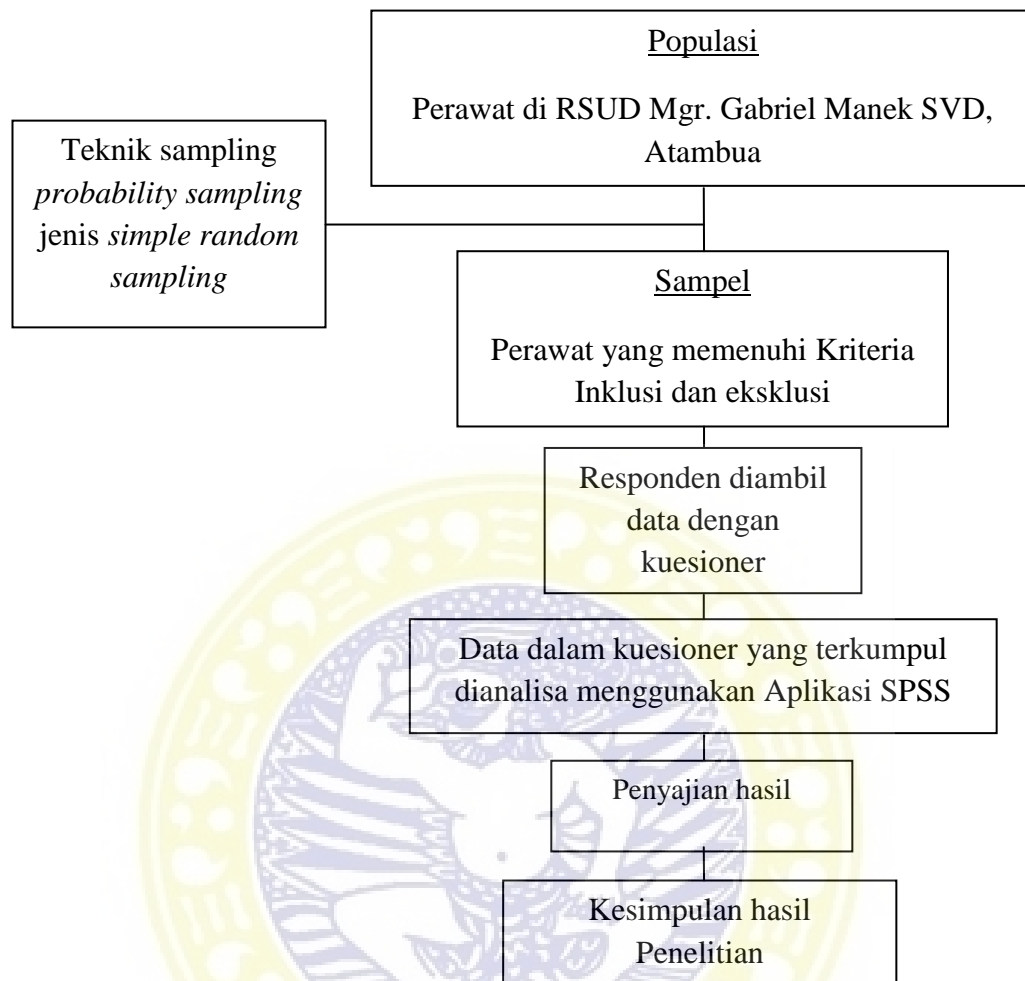 Populasi
Perawat di RSUD Mgr. Gabriel Manek SVD,
Atambua
Teknik sampling
probability sampling
jenis simple random
sampling
Sampel
Perawat yang memenuhi Kriteria
Inklusi dan eksklusi
Responden diambil
data dengan
kuesioner
Data dalam kuesioner yang terkumpul
dianalisa menggunakan Aplikasi SPSS
Penyajian hasil
Kesimpulan hasil
Penelitian